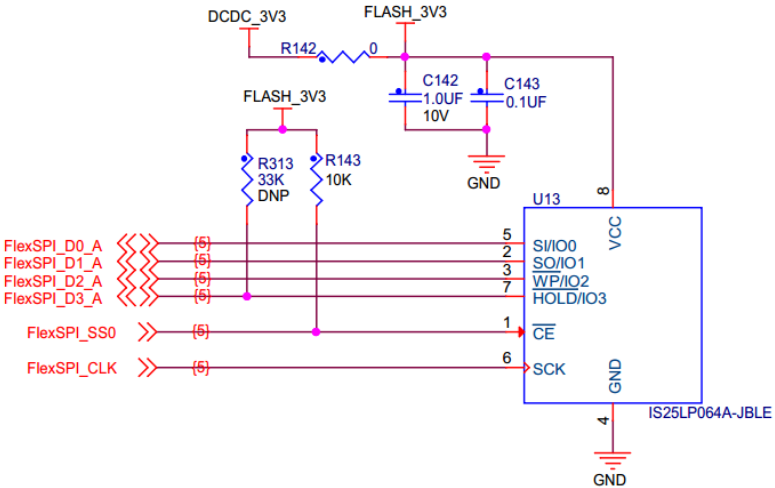 DCDC_3V3
FLASH_3V3
R142
0
C142
1.0UF
10V
C143
0.1UF
FLASH_3V3
R313
33K
DNP
R143
10K
GND
U13
8
VCC
FlexSPI_D0_A
{5}
5
SI/IO0
FlexSPI_D1_A
{5}
2
SO/IO1
FlexSPI_D2_A
{5}
3
WP/IO2
FlexSPI_D3_A
{5}
7
HOLD/IO3
FlexSPI_SS0
{5}
1
CE
FlexSPI_CLK
{5}
6
SCK
GND
4
IS25LP064A-JBLE
GND